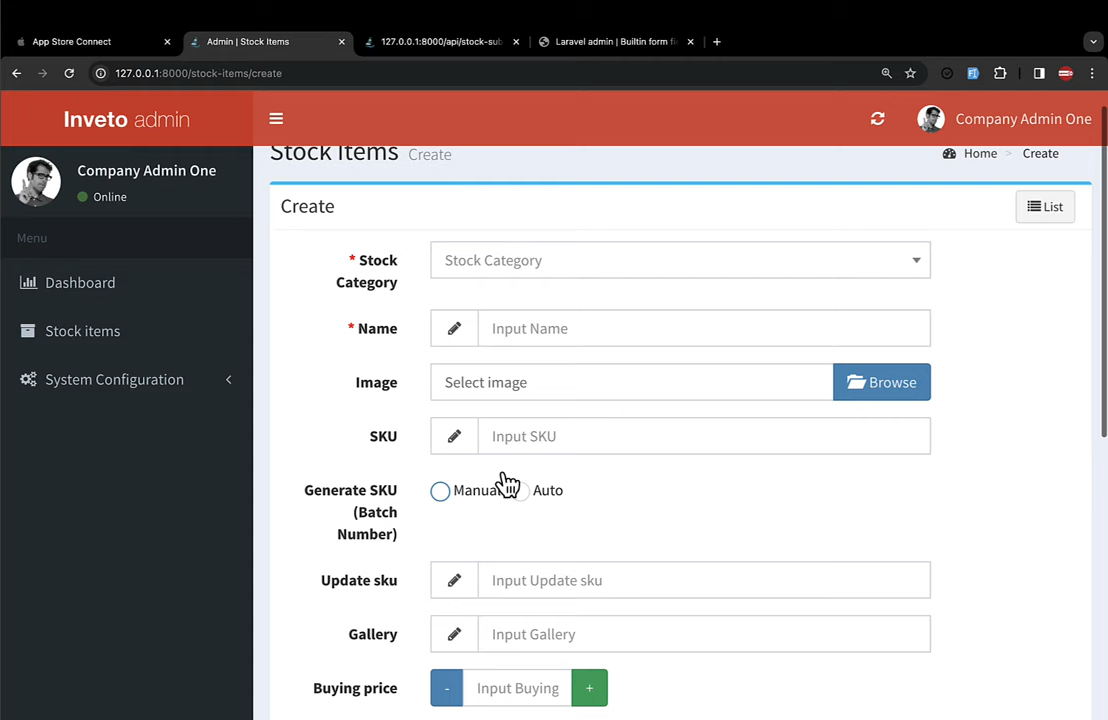 App Store Connect
Admin | Stock Items
127.0.0.1:8000/api/stock-sub
Laravel admin | Builtin form fi
127.0.0.1:8000/stock-items/create
Inveto admin
Company Admin One
Company Admin One
Online
Menu
Dashboard
Stock items
System Configuration
Stock Items Create
Home > Create
Create
List
* Stock Category
Stock Category
* Name
Input Name
Image
Select image
Browse
SKU
Input SKU
Generate SKU
(Batch
Number)
Manual
Auto
Update sku
Input Update sku
Gallery
Input Gallery
Buying price
-
Input Buying
+